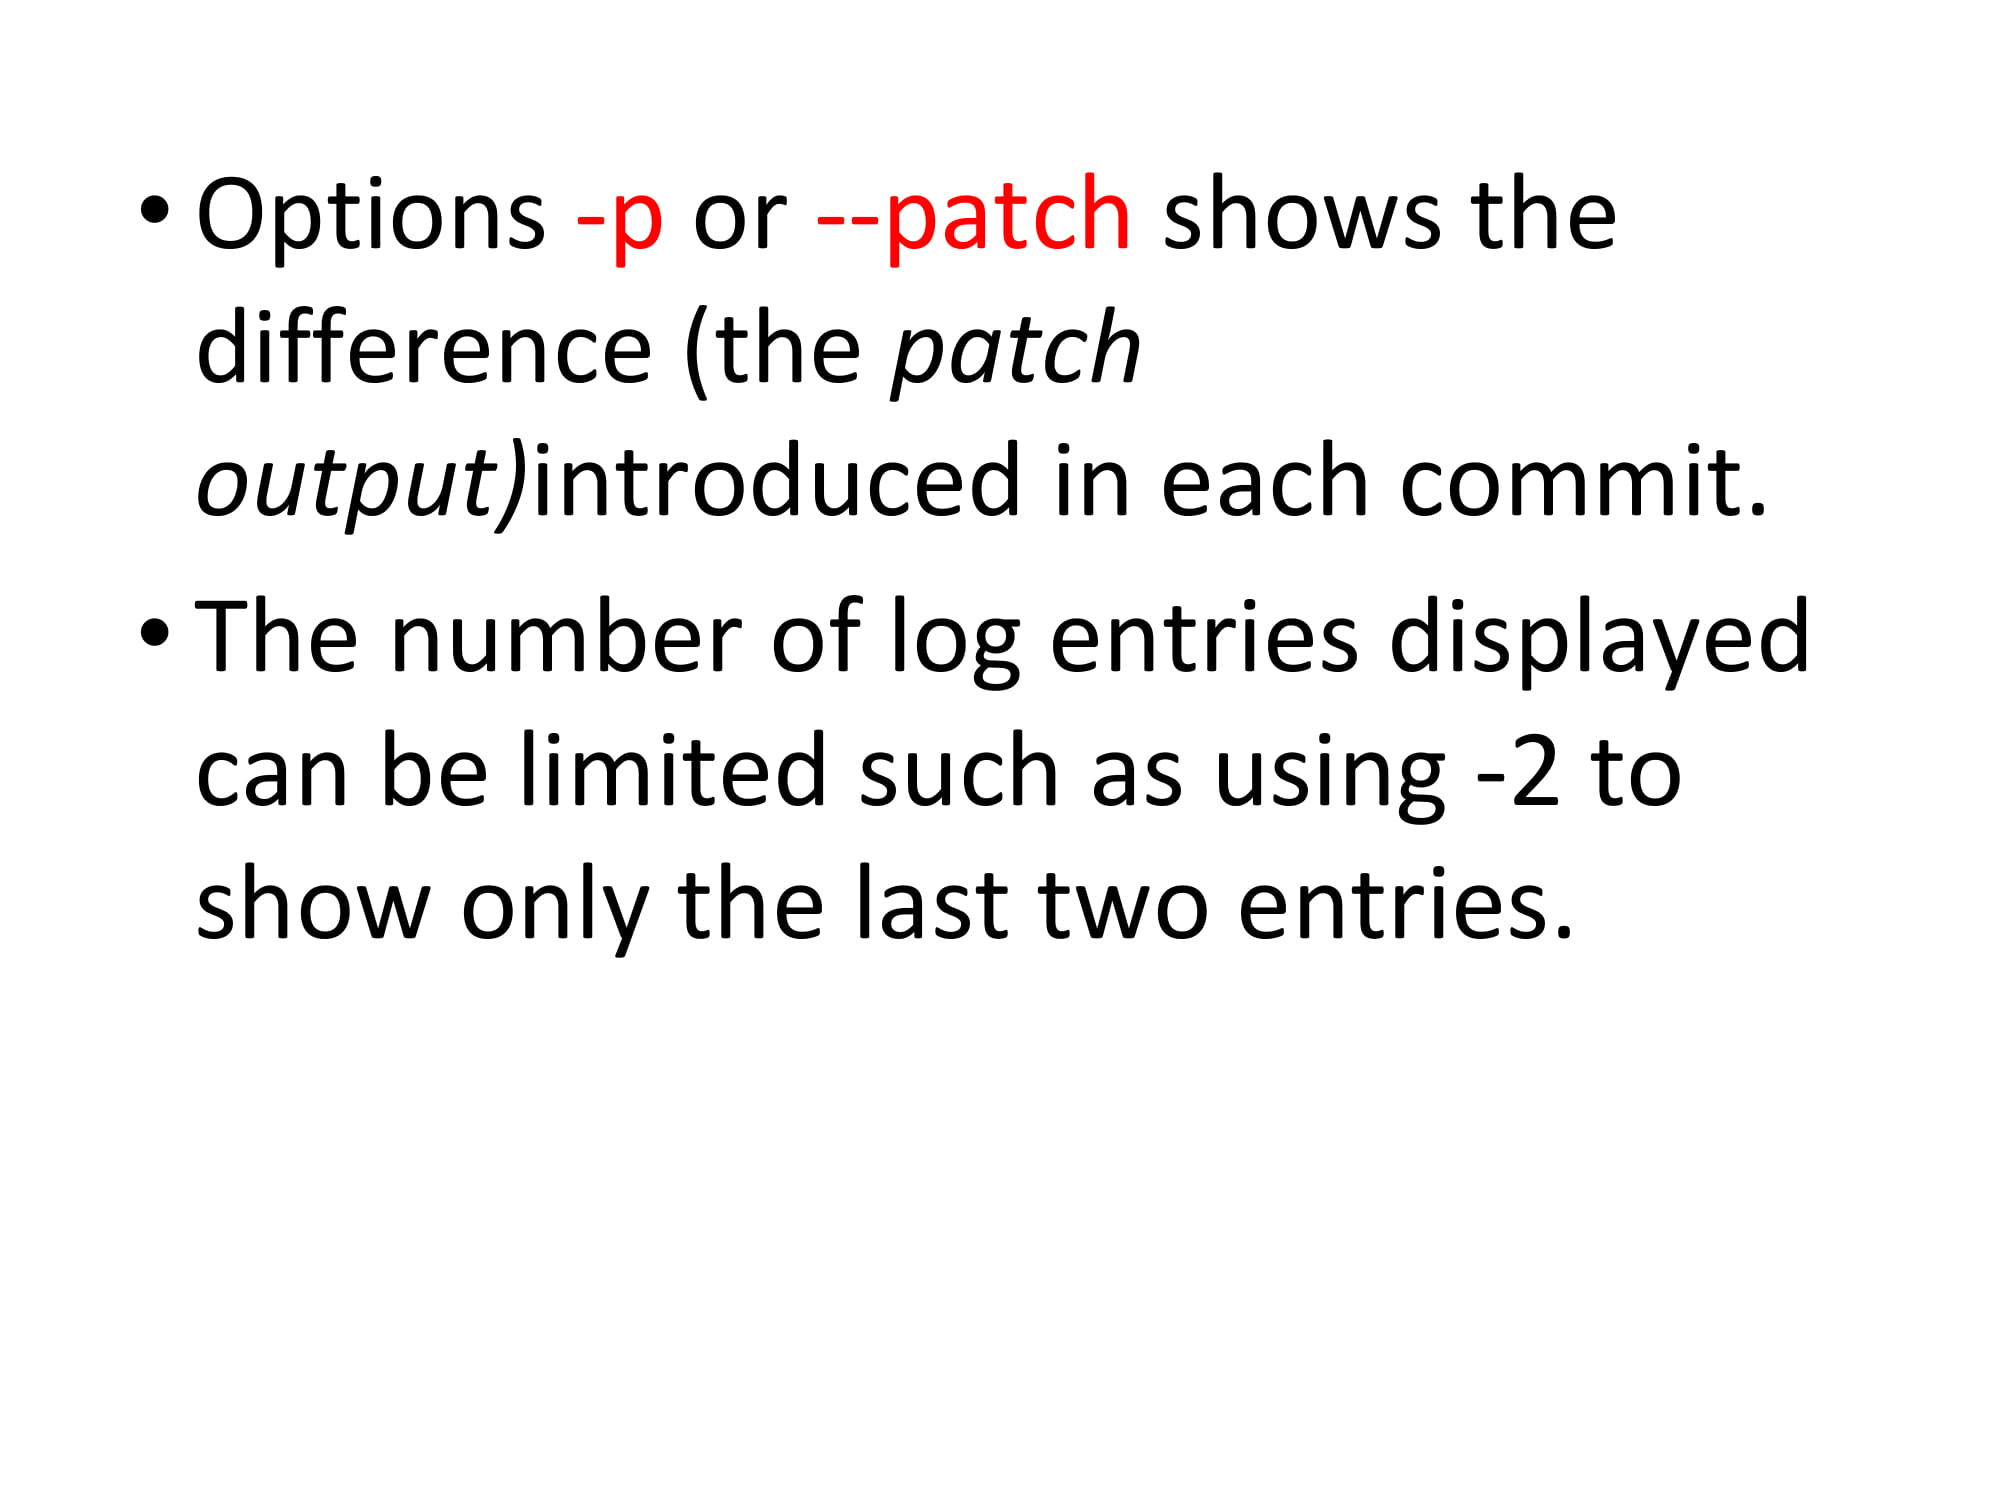 • Options -p or --patch shows the
difference (the patch
output)introduced in each commit.
• The number of log entries displayed
can be limited such as using -2 to
show only the last two entries.